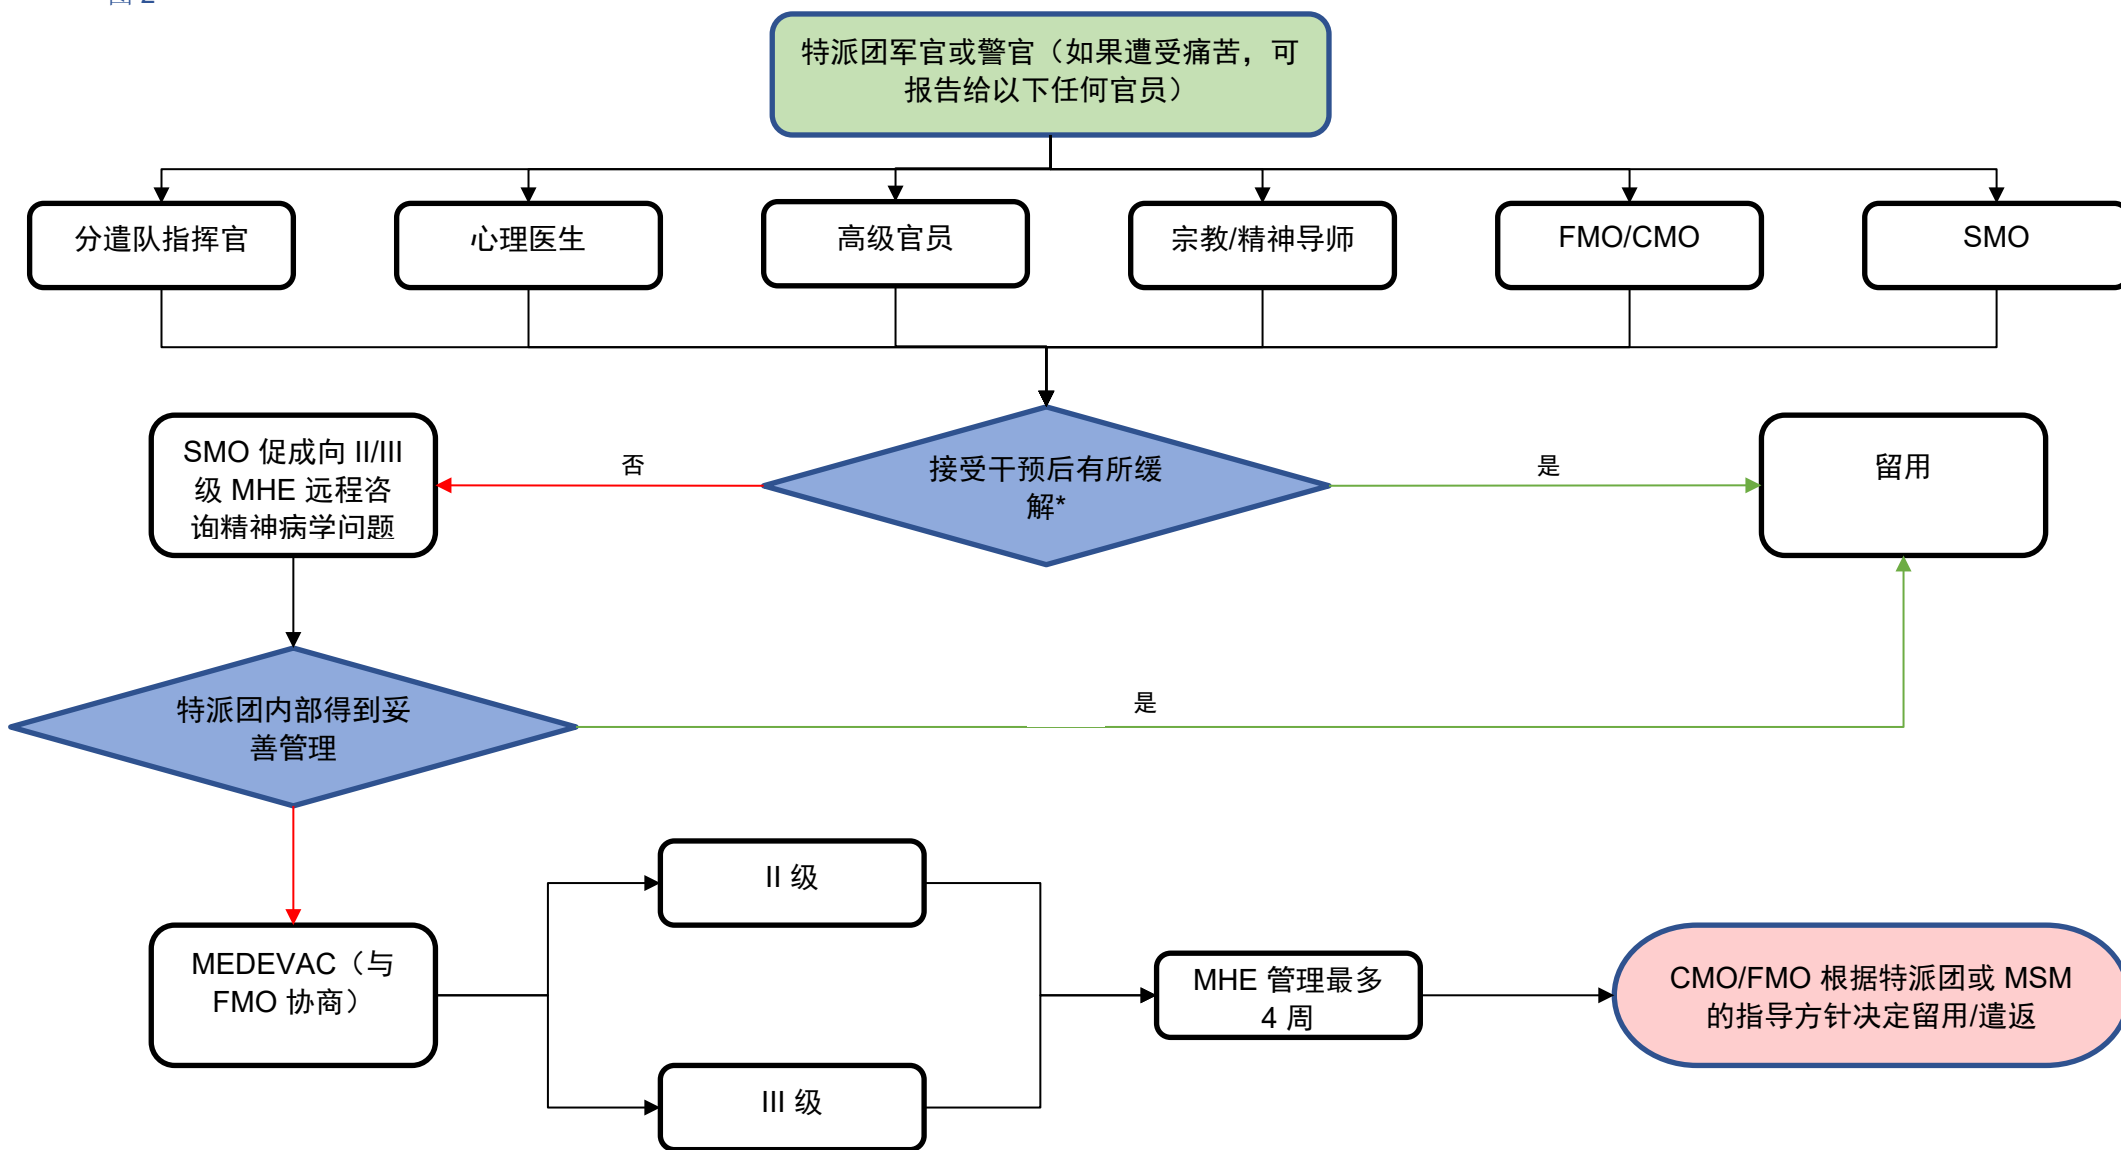 特派团军官或警官（如果遭受痛苦，可
报告给以下任何官员）
分遣队指挥官
心理医生
高级官员
宗教/精神导师
FMO/CMO
SMO
SMO 促成向 II/III
级 MHE 远程咨
询精神病学问题
否
接受干预后有所缓
解*
是
留用
特派团内部得到妥
善管理
是
MEDEVAC（与
FMO 协商）
II 级
III 级
MHE 管理最多
4 周
CMO/FMO 根据特派团或 MSM
的指导方针决定留用/遣返